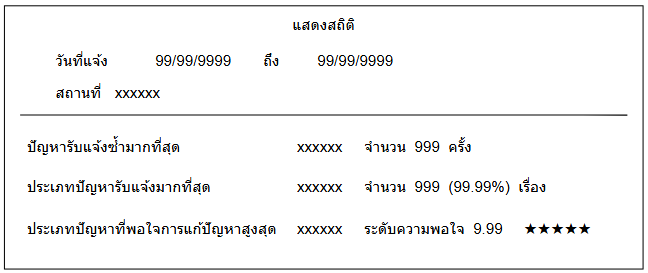 แสดงสถิติ
วันที่แจ้ง 99/99/9999 ถึง 99/99/9999
สถานที่ xxxxxx
ปัญหารับแจ้งซ้ำมากที่สุด xxxxxx จำนวน 999 ครั้ง
ประเภทปัญหารับแจ้งมากที่สุด xxxxxx จำนวน 999 (99.99%) เรื่อง
ประเภทปัญหาที่พอใจการแก้ปัญหาสูงสุด xxxxxx ระดับความพอใจ 9.99 ★★★★★